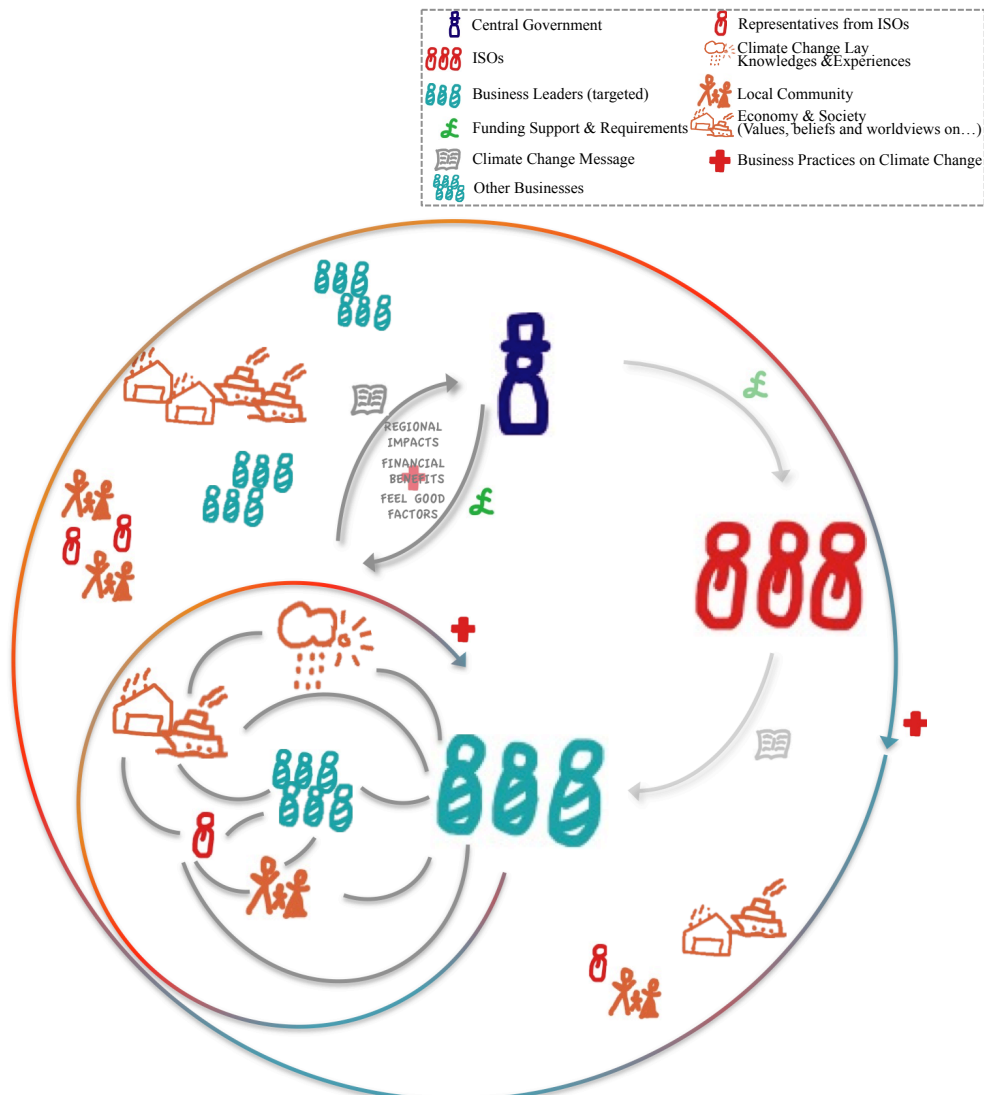 Central Government
Representatives from ISOs
ISOs
Climate Change Lay
Knowledges &Experiences
Business Leaders (targeted)
Local Community
Funding Support & Requirements
Economy & Society
(Values, beliefs and worldviews on…)
Climate Change Message
Business Practices on Climate Change
Other Businesses
£
£
£
REGIONAL
IMPACTS
FINANCIAL
BENEFITS
FEEL GOOD
FACTORS